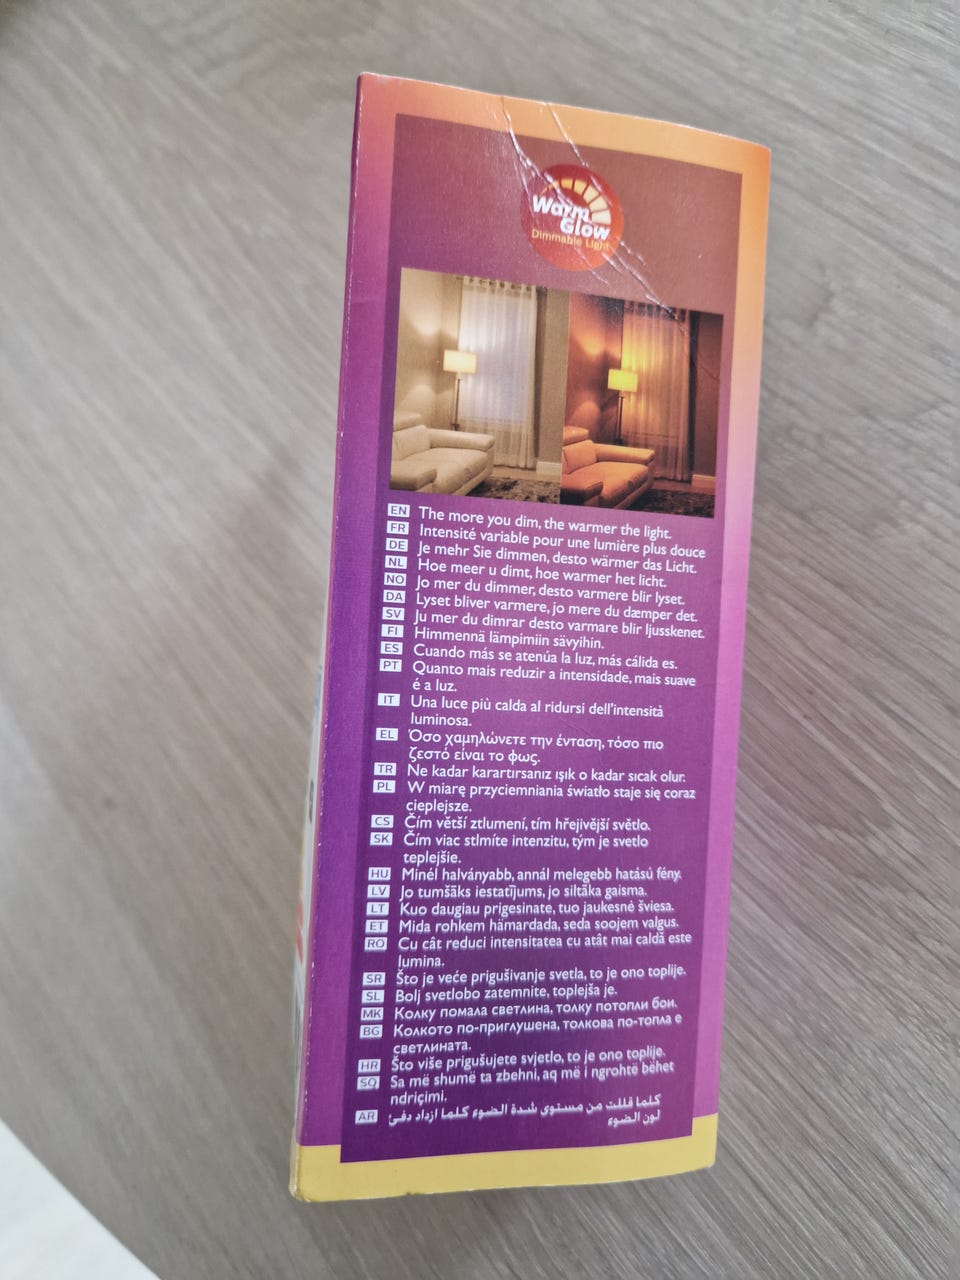 Warm
Glow
Dimmable Light
EN The more you dim, the warmer the light.
FR Intensité variable pour une lumière plus douce
DE Je mehr Sie dimmen, desto wärmer das Licht.
NL Hoe meer u dimt, hoe warmer het licht.
NO Jo mer du dimmer, desto varmere blir lyset.
DA Lyset bliver varmere, jo mere du dæmper det.
SV Ju mer du dimrar desto varmare blir ljusskenet.
FI Himmennä lämpimiin sävyihin.
ES Cuando más se atenúa la luz, más cálida es.
PT Quanto mais reduzir a intensidade, mais suave
é a luz.
IT Una luce più calda al ridursi dell'intensità
luminosa.
EL Όσο χαμηλώνετε την ένταση, τόσο πιο
ζεστό είναι το φως.
TR Ne kadar karartırsanız ışık o kadar sıcak olur.
PL W miarę przyciemniania światło staje się coraz
cieplejsze.
CS Čím větší ztlumení, tím hřejivější světlo.
SK Čím viac stlmíte intenzitu, tým je svetlo
teplejšie.
HU Minél halványabb, annál melegebb hatású fény.
LV Jo tumšāks iestatījums, jo siltāka gaisma.
LT Kuo daugiau prigesinate, tuo jaukesnė šviesa.
ET Mida rohkem hämardada, seda soojem valgus.
RO Cu cât reduci intensitatea cu atât mai caldă este
lumina.
SR Što je veće prigušivanje svetla, to je ono toplije.
SL Bolj svetlobo zatemnite, toplejša je.
MK Колку помала светлина, толку потопли бои.
BG Колкото по-приглушена, толкова по-топла е
светлината.
HR Što više prigušujete svjetlo, to je ono toplije.
SQ Sa më shumë ta zbehni, aq më i ngrohtë bëhet
ndriçimi.
AR كلما قللت من مستوى شدة الضوء كلما ازداد دفئ
لون الضوء